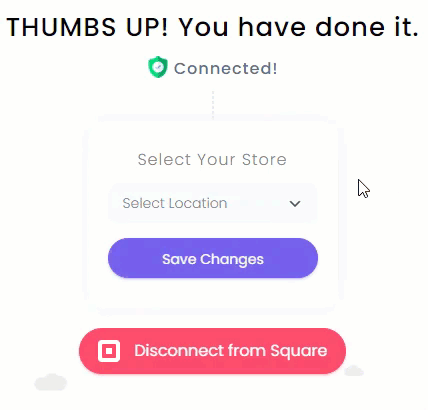 THUMBS UP! You have done it.
Connected!
Select Your Store
Select Location
Save Changes
Disconnect from Square